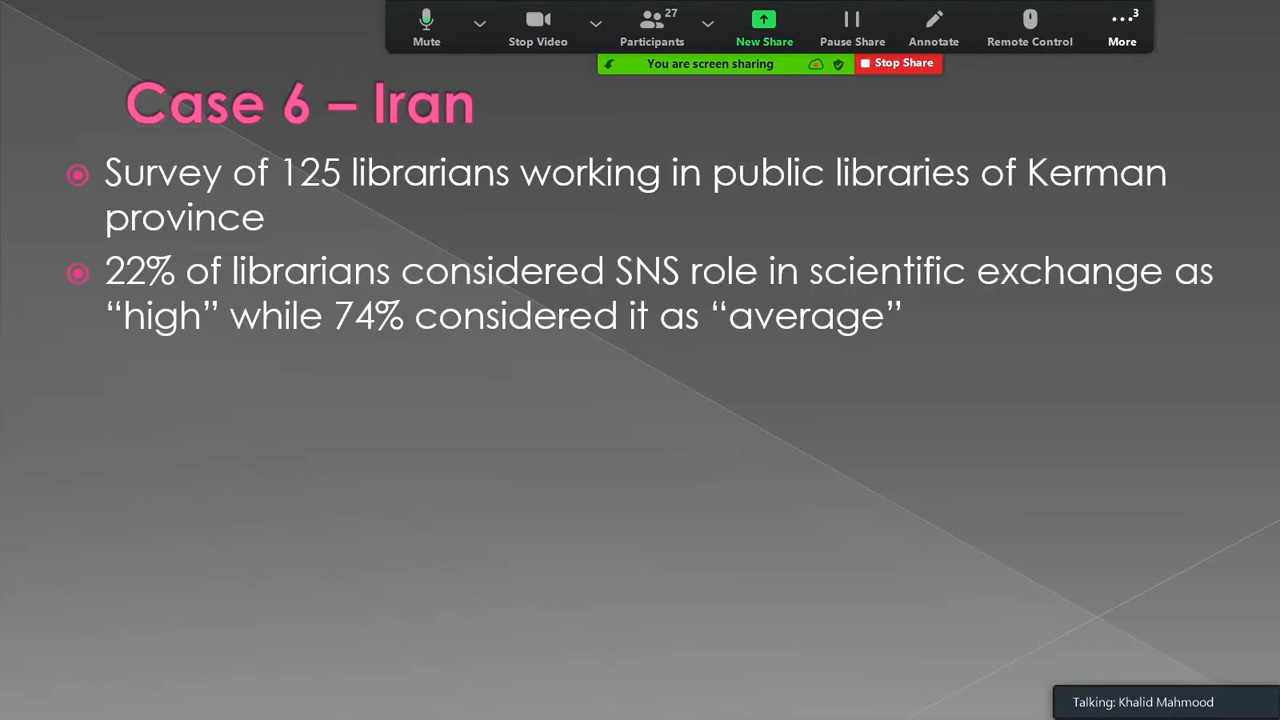 27
3
Mute
Stop Video
Participants
New Share
Pause Share
Annotate
Remote Control
More
You are screen sharing
Stop Share
Case 6 – Iran
Survey of 125 librarians working in public libraries of Kerman
province
22% of librarians considered SNS role in scientific exchange as
“high” while 74% considered it as “average”
Talking: Khalid Mahmood